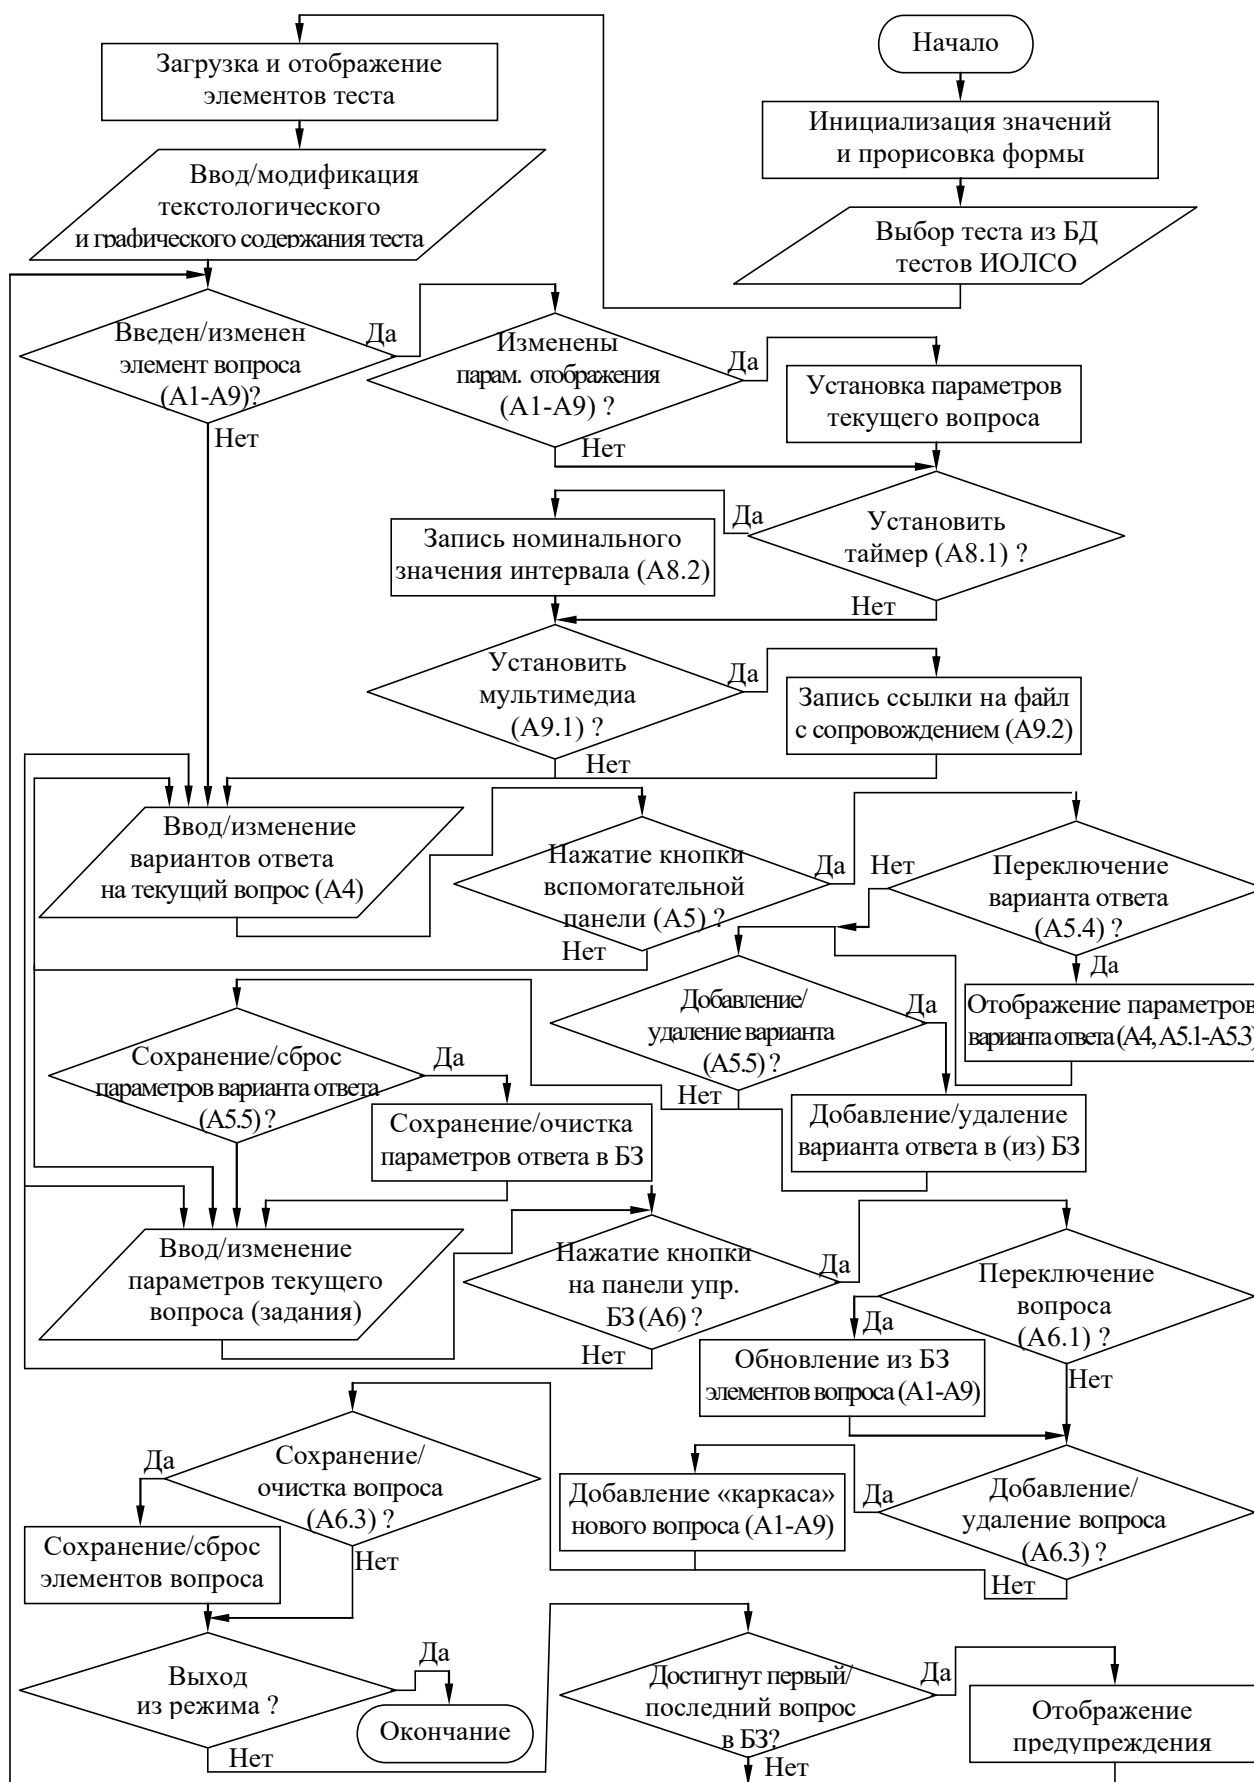 Начало
Инициализация значений
и прорисовка формы
Выбор теста из БД
тестов ИОЛСО
Загрузка и отображение
элементов теста
Ввод/модификация
текстологического
и графического содержания теста
Введен/изменен
элемент вопроса
(А1-А9)?
Да
Нет
Изменены
парам. отображения
(А1-А9) ?
Да
Нет
Установка параметров
текущего вопроса
Установить
таймер (А8.1) ?
Да
Нет
Запись номинального
значения интервала (А8.2)
Установить
мультимедиа
(А9.1) ?
Да
Нет
Запись ссылки на файл
с сопровождением (А9.2)
Ввод/изменение
вариантов ответа
на текущий вопрос (А4)
Нажатие кнопки
вспомогательной
панели (А5) ?
Да
Нет
Переключение
варианта ответа
(А5.4) ?
Нет
Да
Отображение параметров
варианта ответа (А4, А5.1-А5.3)
Добавление/
удаление варианта
(А5.5) ?
Да
Нет
Добавление/удаление
варианта ответа в (из) БЗ
Сохранение/сброс
параметров варианта ответа
(А5.5) ?
Да
Сохранение/очистка
параметров ответа в БЗ
Ввод/изменение
параметров текущего
вопроса (задания)
Нажатие кнопки
на панели упр.
БЗ (А6) ?
Да
Нет
Переключение
вопроса
(А6.1) ?
Да
Нет
Обновление из БЗ
элементов вопроса (А1-А9)
Добавление/
удаление вопроса
(А6.3) ?
Да
Нет
Добавление «каркаса»
нового вопроса (А1-А9)
Сохранение/
очистка вопроса
(А6.3) ?
Да
Нет
Сохранение/сброс
элементов вопроса
Выход
из режима ?
Да
Нет
Окончание
Достигнут первый/
последний вопрос
в БЗ?
Да
Нет
Отображение
предупреждения